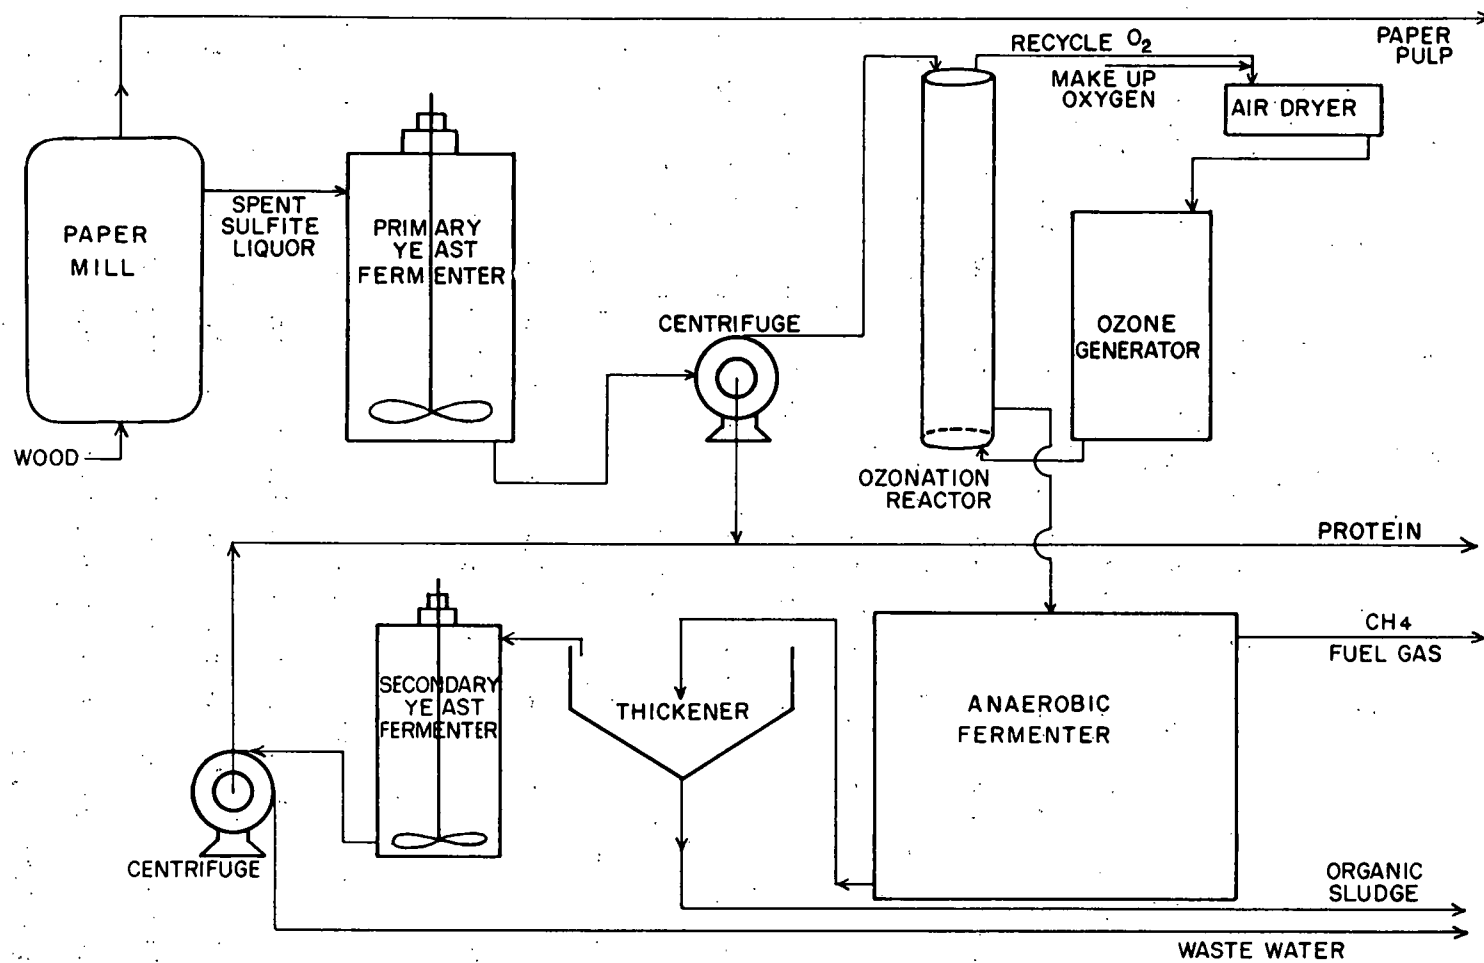 RECYCLE O2
PAPER
PULP
MAKE UP
OXYGEN
AIR DRYER
SPENT
SULFITE
LIQUOR
PAPER
MILL
PRIMARY
YEAST
FERMENTER
CENTRIFUGE
OZONE
GENERATOR
WOOD
OZONATION
REACTOR
PROTEIN
CH4
FUEL GAS
SECONDARY
YEAST
FERMENTER
THICKENER
ANAEROBIC
FERMENTER
CENTRIFUGE
ORGANIC
SLUDGE
WASTE WATER